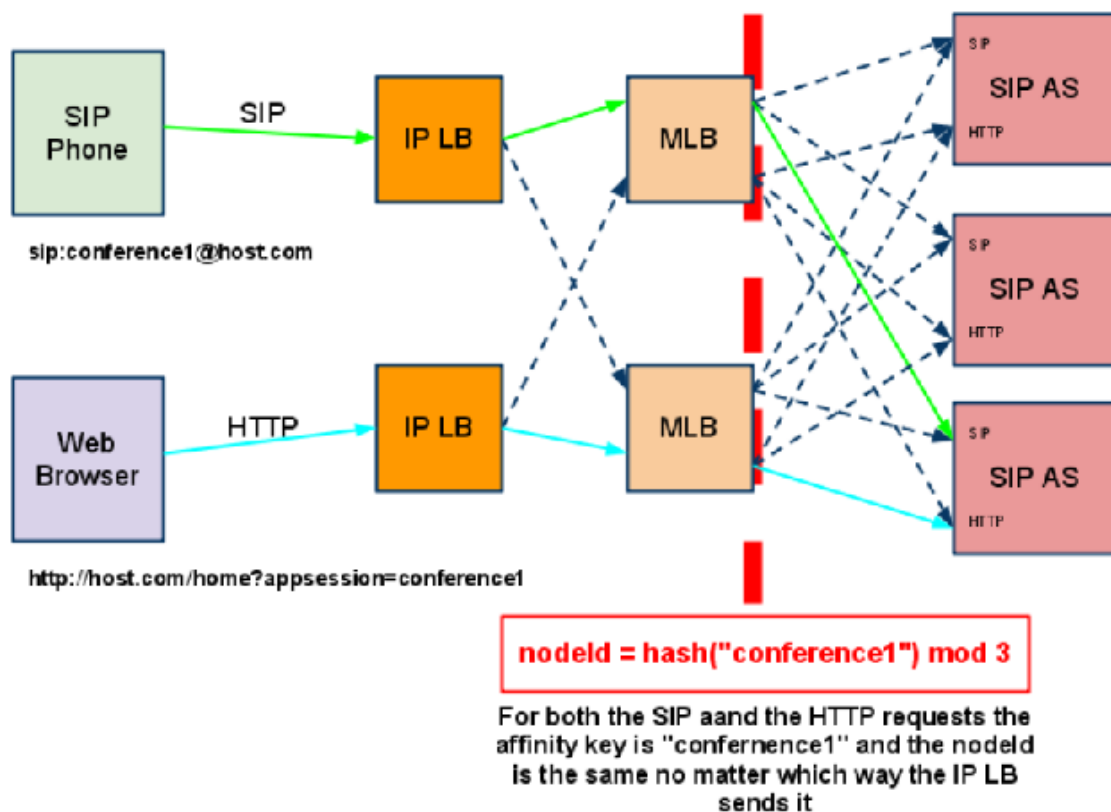 SIP
Phone
SIP
IP LB
MLB
SIP
SIP AS
HTTP
sip:conference1@host.com
SIP
SIP AS
HTTP
Web
Browser
HTTP
IP LB
MLB
SIP
SIP AS
HTTP
http://host.com/home?appsession=conference1
nodeId = hash("conference1") mod 3
For both the SIP aand the HTTP requests the
affinity key is "confernence1" and the nodeId
is the same no matter which way the IP LB
sends it